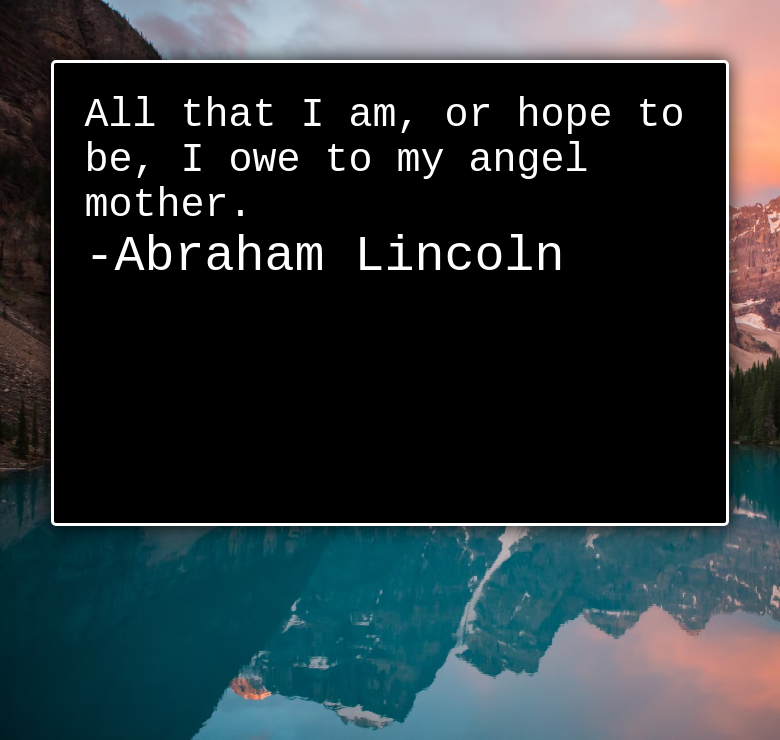 All that I am, or hope to
be, I owe to my angel
mother.
-Abraham Lincoln